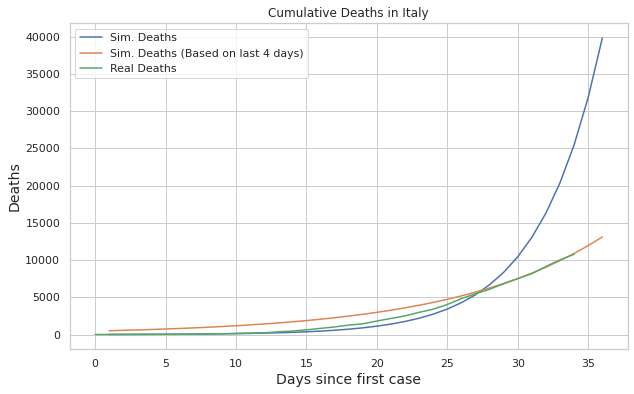 Cumulative Deaths in Italy
Sim. Deaths
Sim. Deaths (Based on last 4 days)
Real Deaths
40000
35000
30000
25000
20000
15000
10000
5000
0
Deaths
0 5 10 15 20 25 30 35
Days since first case